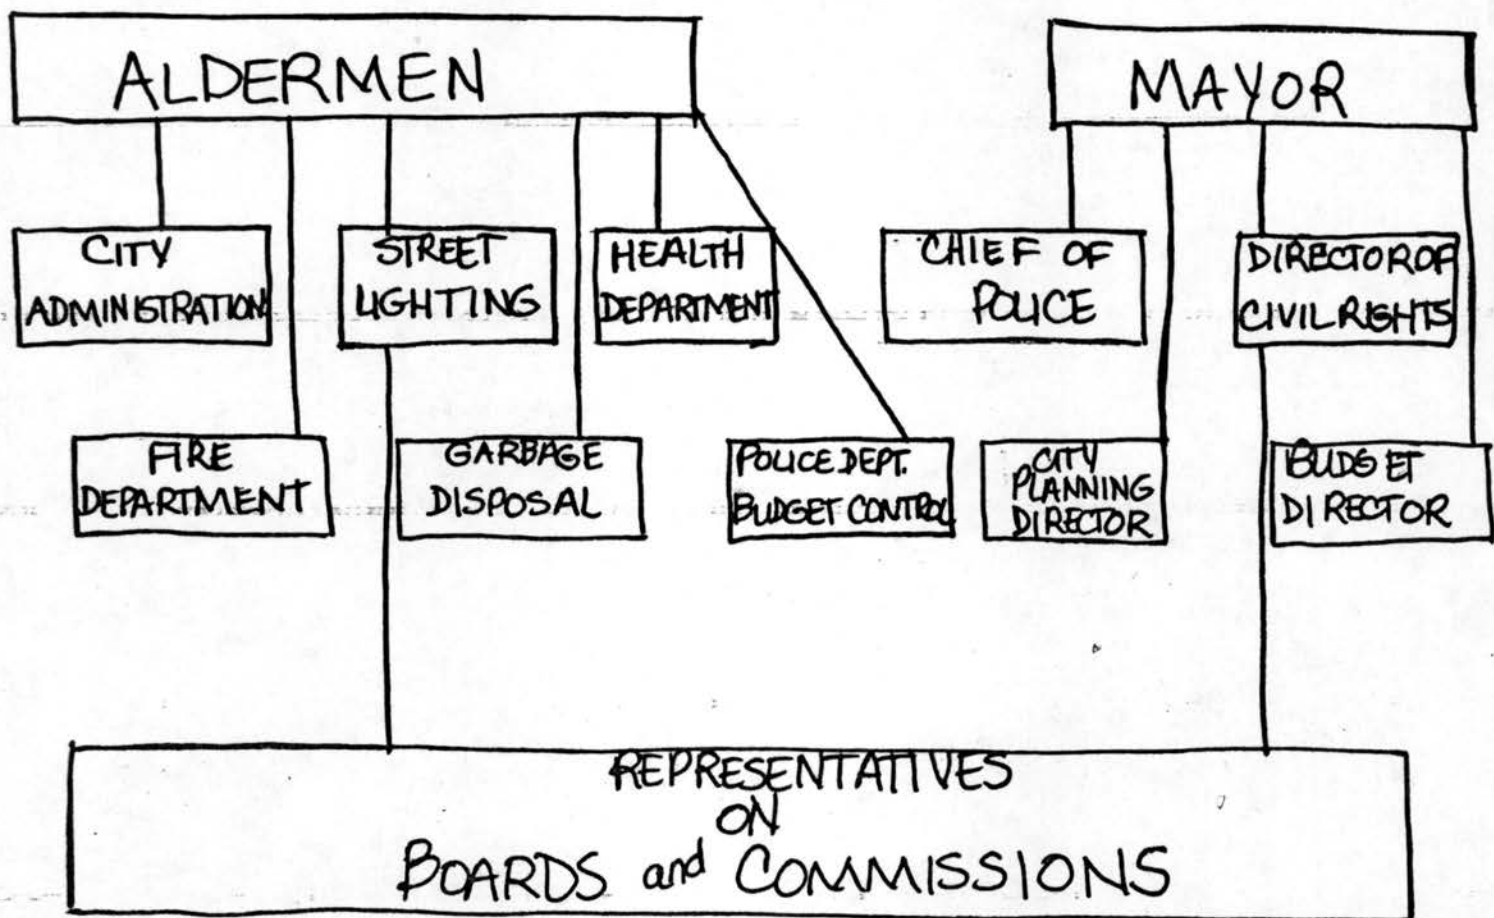 ALDERMEN
MAYOR
CITY
ADMINISTRATION
STREET
LIGHTING
HEALTH
DEPARTMENT
CHIEF OF
POLICE
DIRECTOR OF
CIVIL RIGHTS
FIRE
DEPARTMENT
GARBAGE
DISPOSAL
POLICE DEPT.
BUDGET CONTROL
CITY
PLANNING
DIRECTOR
BUDGET
DIRECTOR
REPRESENTATIVES
ON
BOARDS and COMMISSIONS